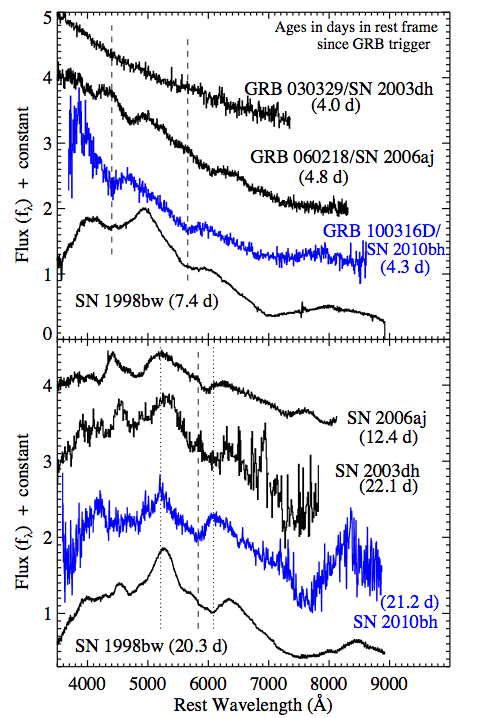 Ages in days in rest frame
since GRB trigger
GRB 030329/SN 2003dh
(4.0 d)
GRB 060218/SN 2006aj
(4.8 d)
GRB 100316D/
SN 2010bh
(4.3 d)
SN 1998bw (7.4 d)
Flux (fλ) + constant
5
4
3
2
1
0
SN 2006aj
(12.4 d)
SN 2003dh
(22.1 d)
(21.2 d)
SN 2010bh
SN 1998bw (20.3 d)
Flux (fλ) + constant
4
3
2
1
4000 5000 6000 7000 8000 9000
Rest Wavelength (Å)